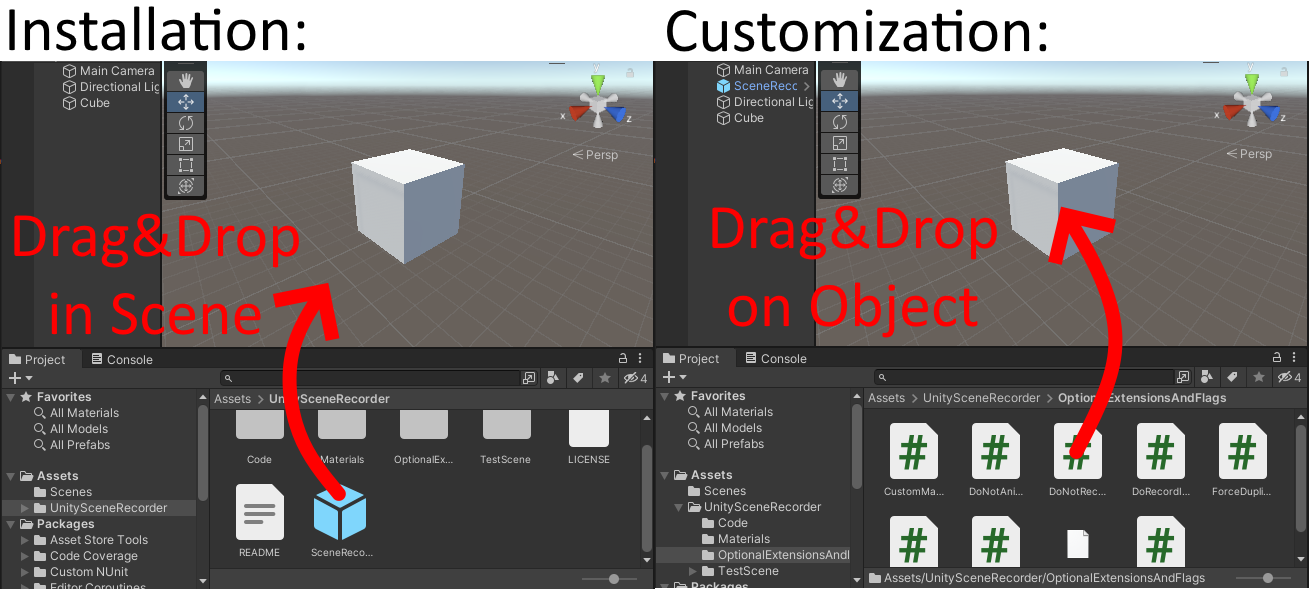 Installation:
Main Camera
Directional Lig
Cube
y
x
z
Persp
Drag&Drop
in Scene
Project
Console
4
Favorites
All Materials
All Models
All Prefabs
Assets
Scenes
UnitySceneRecorder
Packages
Asset Store Tools
Code Coverage
Custom NUnit
Editor Coroutines
Assets > UnitySceneRecorder
Code
Materials
OptionalEx...
TestScene
LICENSE
README
SceneReco...
Customization:
Main Camera
SceneRecc
Directional Lig
Cube
y
x
z
Persp
Drag&Drop
on Object
Project
Console
4
Favorites
All Materials
All Models
All Prefabs
Assets
Scenes
UnitySceneRecorder
Code
Materials
OptionalExtensionsAndl
TestScene
Packages
Assets > UnitySceneRecorder > OptionalExtensionsAndFlags
CustomMa...
DoNotAni...
DoNotRec...
DoRecordI...
ForceDupli...
Assets/UnitySceneRecorder/OptionalExtensionsAndFlags